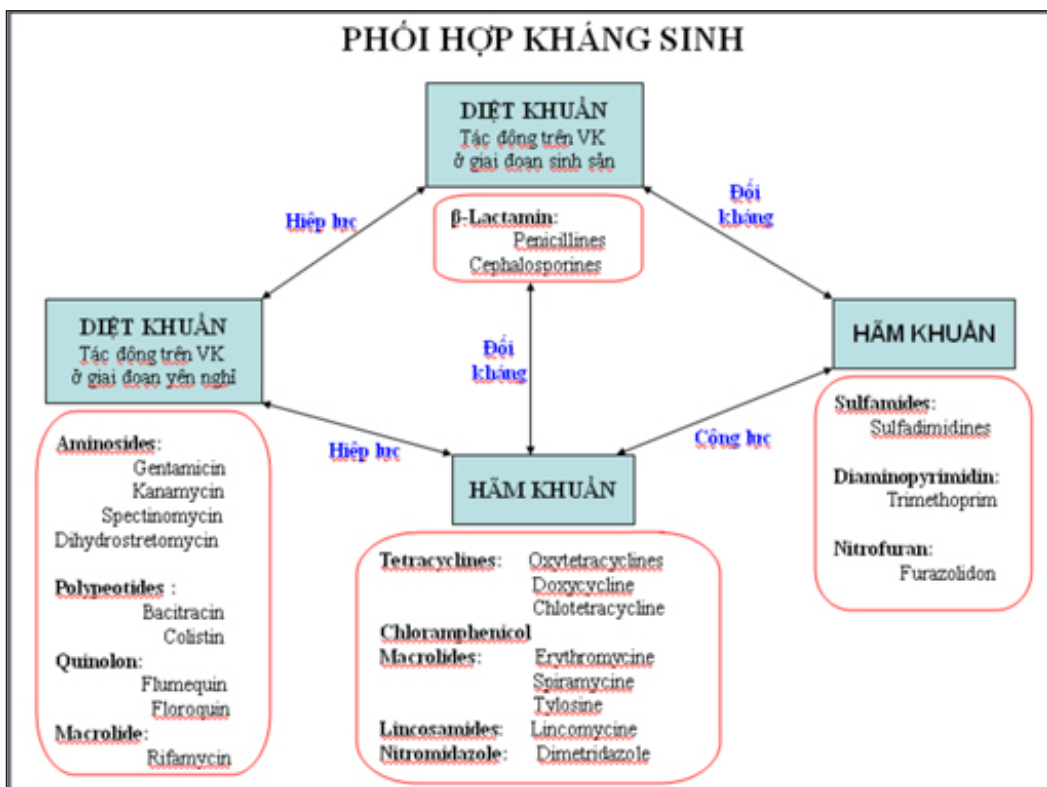 PHỐI HỢP KHÁNG SINH
DIỆT KHUẨN
Tác động trên VK
ở giai đoạn sinh sản
Hiệp lực
Đối
kháng
β-Lactamin:
Penicillines
Cephalosporines
DIỆT KHUẨN
Tác động trên VK
ở giai đoạn yên nghỉ
Đối
kháng
HÃM KHUẨN
Aminosides:
Gentamicin
Kanamycin
Spectinomycin
Dihydrostretomycin
Polypeotides :
Bacitracin
Colistin
Quinolon:
Flumequin
Floroquin
Macrolide:
Rifamycin
Hiệp lực
Cộng lực
HÃM KHUẨN
Tetracyclines: Oxytetracyclines
Doxycycline
Chlotetracycline
Chloramphenicol
Macrolides: Erythromycine
Spiramycine
Tylosine
Lincosamides: Lincomycine
Nitromidazole: Dimetridazole
Sulfamides:
Sulfadimidines
Diaminopyrimidin:
Trimethoprim
Nitrofuran:
Furazolidon